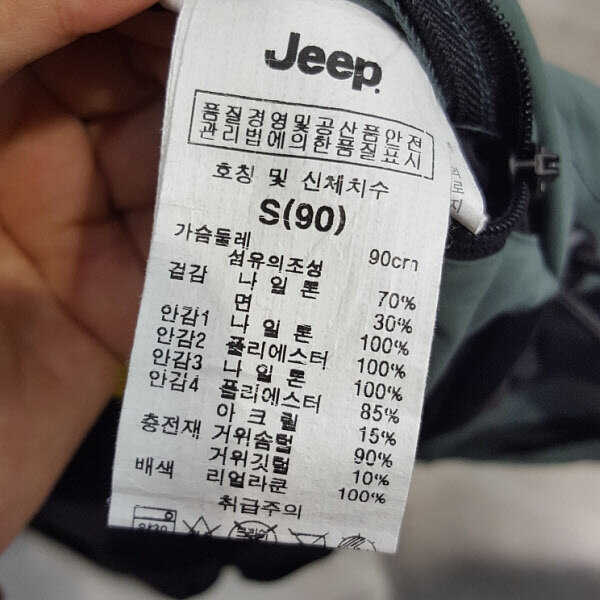 Jeep
품질경영및공산품안전
관리법에의한품질표시
호칭 및 신체치수
S(90)
가슴둘레 90cm
섬유의조성
겉감 나 일 론 70%
면 30%
안감1 나 일 론 100%
안감2 폴리에스터 100%
안감3 나 일 론 100%
안감4 폴리에스터 85%
아 크 릴 15%
충전재 거위솜털 90%
거위깃털 10%
배색 리얼라쿤 100%
취급주의